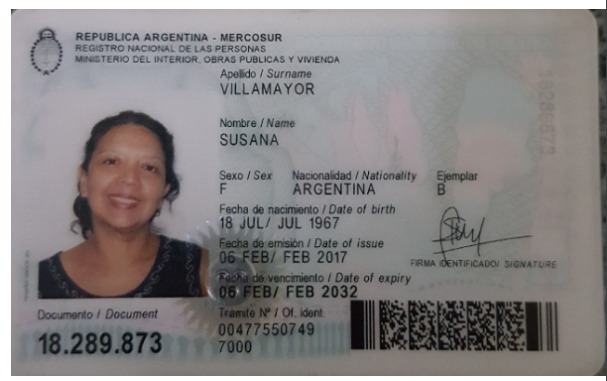 REPUBLICA ARGENTINA - MERCOSUR
REGISTRO NACIONAL DE LAS PERSONAS
MINISTERIO DEL INTERIOR, OBRAS PUBLICAS Y VIVIENDA
Apellido / Surname
VILLAMAYOR
Nombre / Name
SUSANA
Sexo / Sex Nacionalidad / Nationality Ejemplar
F ARGENTINA B
Fecha de nacimiento / Date of birth
18 JUL/ JUL 1967
Fecha de emisión / Date of issue
06 FEB/ FEB 2017
FIRMA IDENTIFICADO/ SIGNATURE
Fecha de vencimiento / Date of expiry
06 FEB/ FEB 2032
Documento / Document
18.289.873
Tramite Nº / Of. ident.
00477550749
7000